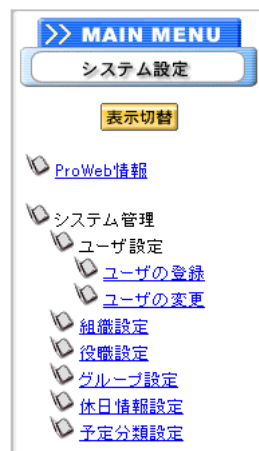 >> MAIN MENU
システム設定
表示切替
ProWeb情報
システム管理
ユーザ設定
ユーザの登録
ユーザの変更
組織設定
役職設定
グループ設定
休日情報設定
予定分類設定